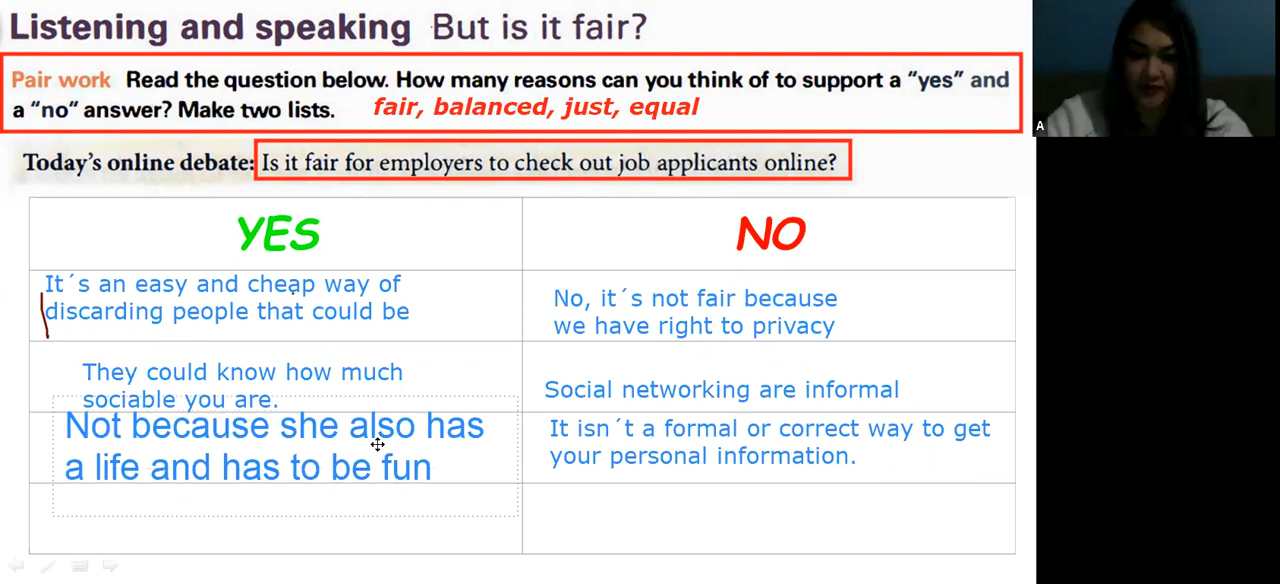 Listening and speaking But is it fair?
Pair work Read the question below. How many reasons can you think of to support a “yes” and
a “no” answer? Make two lists.
fair, balanced, just, equal
Today’s online debate: Is it fair for employers to check out job applicants online?
YES
NO
It´s an easy and cheap way of
discarding people that could be
No, it´s not fair because
we have right to privacy
They could know how much
sociable you are.
Social networking are informal
Not because she also has
a life and has to be fun
It isn´t a formal or correct way to get
your personal information.
A